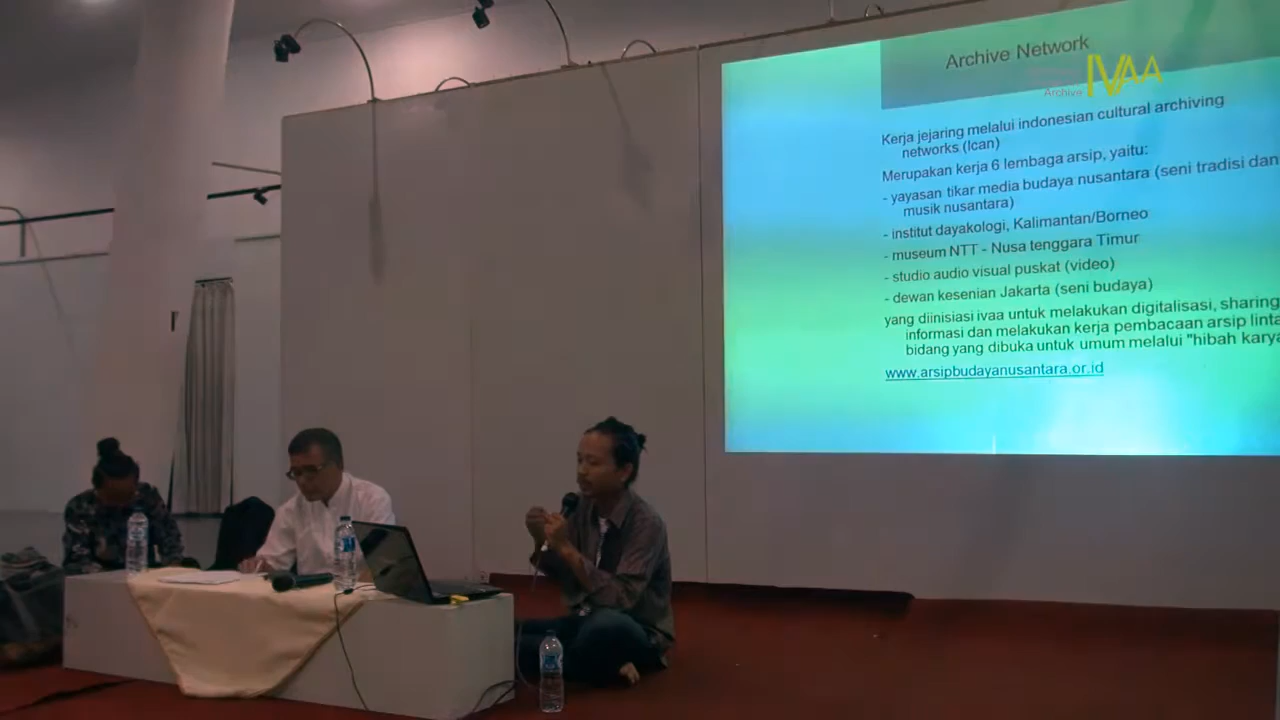 Archive Network
IVAA
Archive
Kerja jejaring melalui indonesian cultural archiving
networks (Ican)
Merupakan kerja 6 lembaga arsip, yaitu:
- yayasan tikar media budaya nusantara (seni tradisi dan
musik nusantara)
- institut dayakologi, Kalimantan/Borneo
- museum NTT - Nusa tenggara Timur
- studio audio visual puskat (video)
- dewan kesenian Jakarta (seni budaya)
yang diinisiasi ivaa untuk melakukan digitalisasi, sharing
informasi dan melakukan kerja pembacaan arsip linta
bidang yang dibuka untuk umum melalui "hibah karya
www.arsipbudayanusantara.or.id